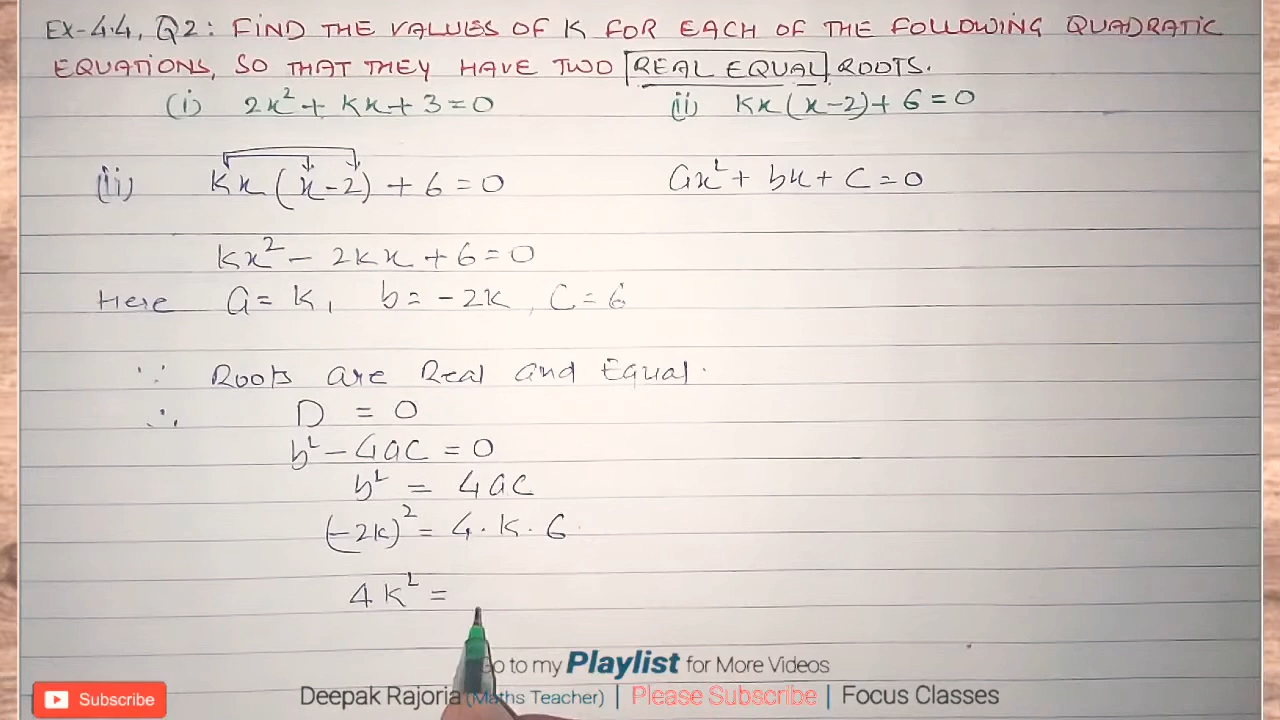 EX-4.4, Q2: FIND THE VALUES OF K FOR EACH OF THE FOLLOWING QUADRATIC
EQUATIONS, SO THAT THEY HAVE TWO REAL EQUAL ROOTS.
(i) 2x² + Kx + 3 = 0 (ii) Kx(x-2) + 6 = 0
(ii) Kx(x-2) + 6 = 0 ax² + bx + c = 0
Kx² - 2Kx + 6 = 0
Here a = K, b = -2K, C = 6
∵ Roots are Real and Equal.
∴ D = 0
b² - 4ac = 0
b² = 4ac
(-2K)² = 4·K·6
4K² =
o to my Playlist for More Videos
Subscribe
Deepak Rajoria (Maths Teacher) | Please Subscribe | Focus Classes